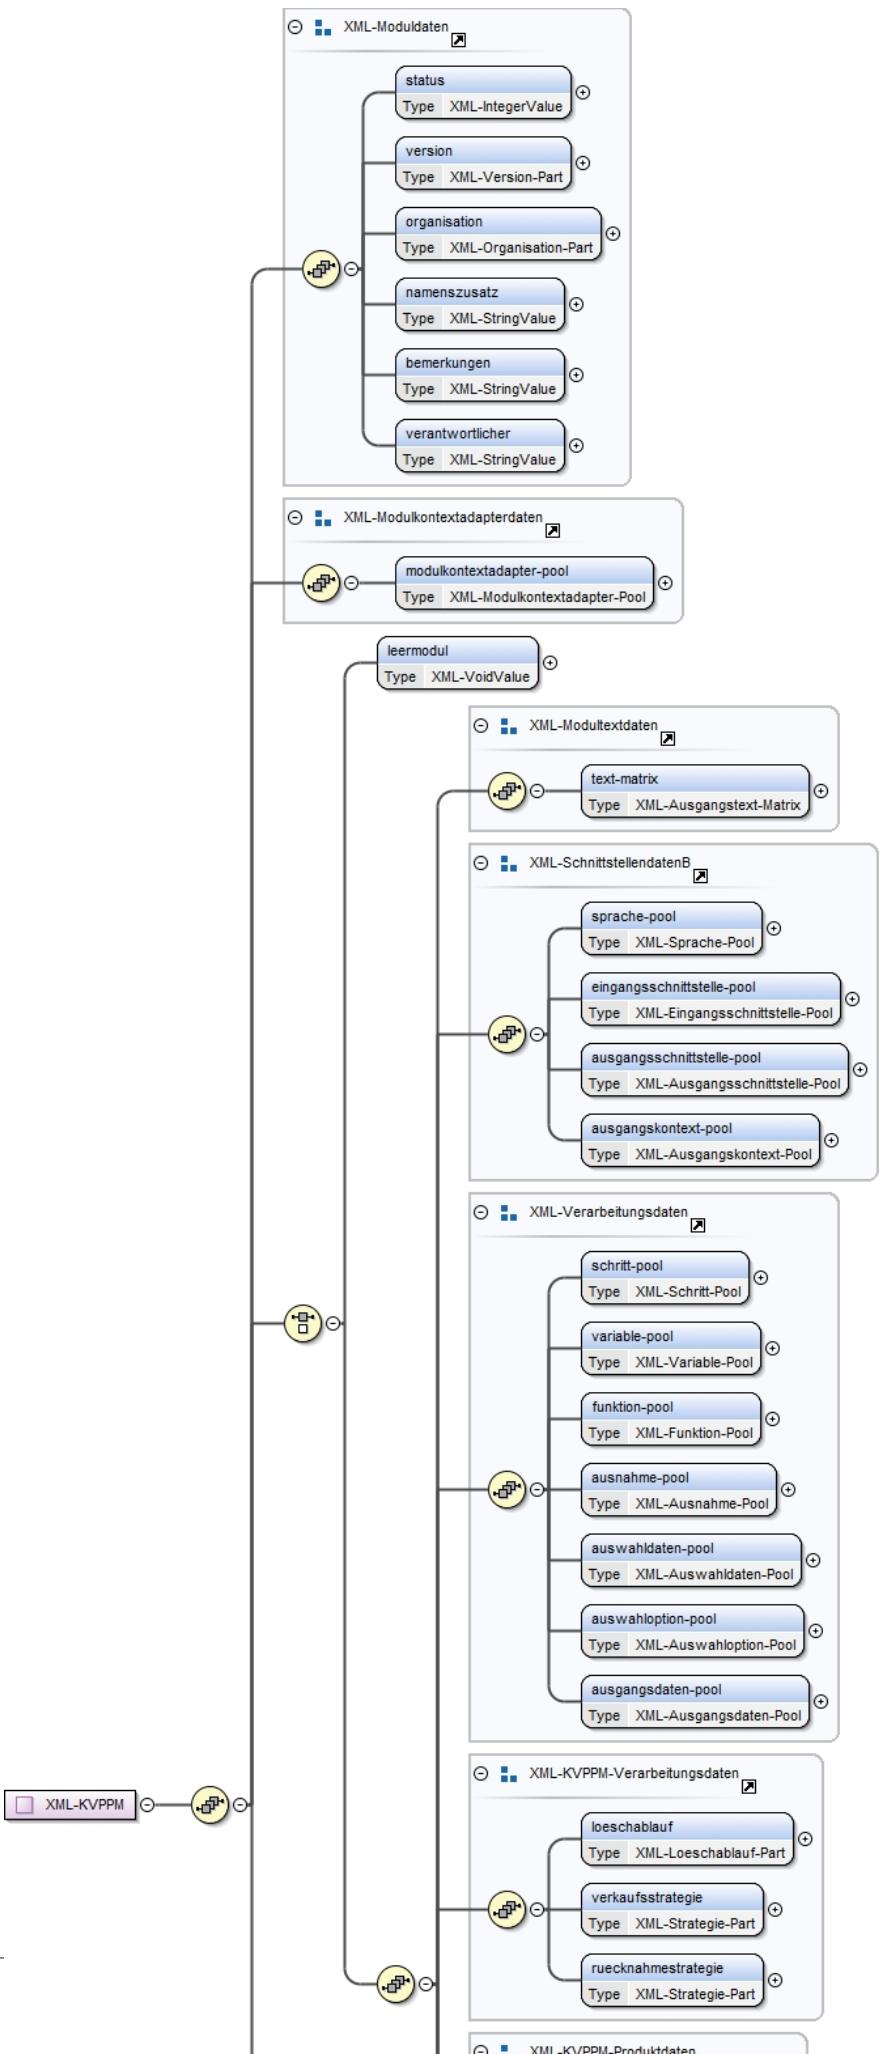 XML-Moduldaten
status
Type XML-IntegerValue
version
Type XML-Version-Part
organisation
Type XML-Organisation-Part
namenszusatz
Type XML-StringValue
bemerkungen
Type XML-StringValue
verantwortlicher
Type XML-StringValue
XML-Modulkontextadapterdaten
modulkontextadapter-pool
Type XML-Modulkontextadapter-Pool
leermodul
Type XML-VoidValue
XML-Modultextdaten
text-matrix
Type XML-Ausgangstext-Matrix
XML-SchnittstellendatenB
sprache-pool
Type XML-Sprache-Pool
eingangsschnittstelle-pool
Type XML-Eingangsschnittstelle-Pool
ausgangsschnittstelle-pool
Type XML-Ausgangsschnittstelle-Pool
ausgangskontext-pool
Type XML-Ausgangskontext-Pool
XML-Verarbeitungsdaten
schritt-pool
Type XML-Schritt-Pool
variable-pool
Type XML-Variable-Pool
funktion-pool
Type XML-Funktion-Pool
ausnahme-pool
Type XML-Ausnahme-Pool
auswahldaten-pool
Type XML-Auswahldaten-Pool
auswahloption-pool
Type XML-Auswahloption-Pool
ausgangsdaten-pool
Type XML-Ausgangsdaten-Pool
XML-KVPPM-Verarbeitungsdaten
XML-KVPPM
loeschablauf
Type XML-Loeschablauf-Part
verkaufsstrategie
Type XML-Strategie-Part
ruecknahmestrategie
Type XML-Strategie-Part
XML-KVPPM-Produktdaten